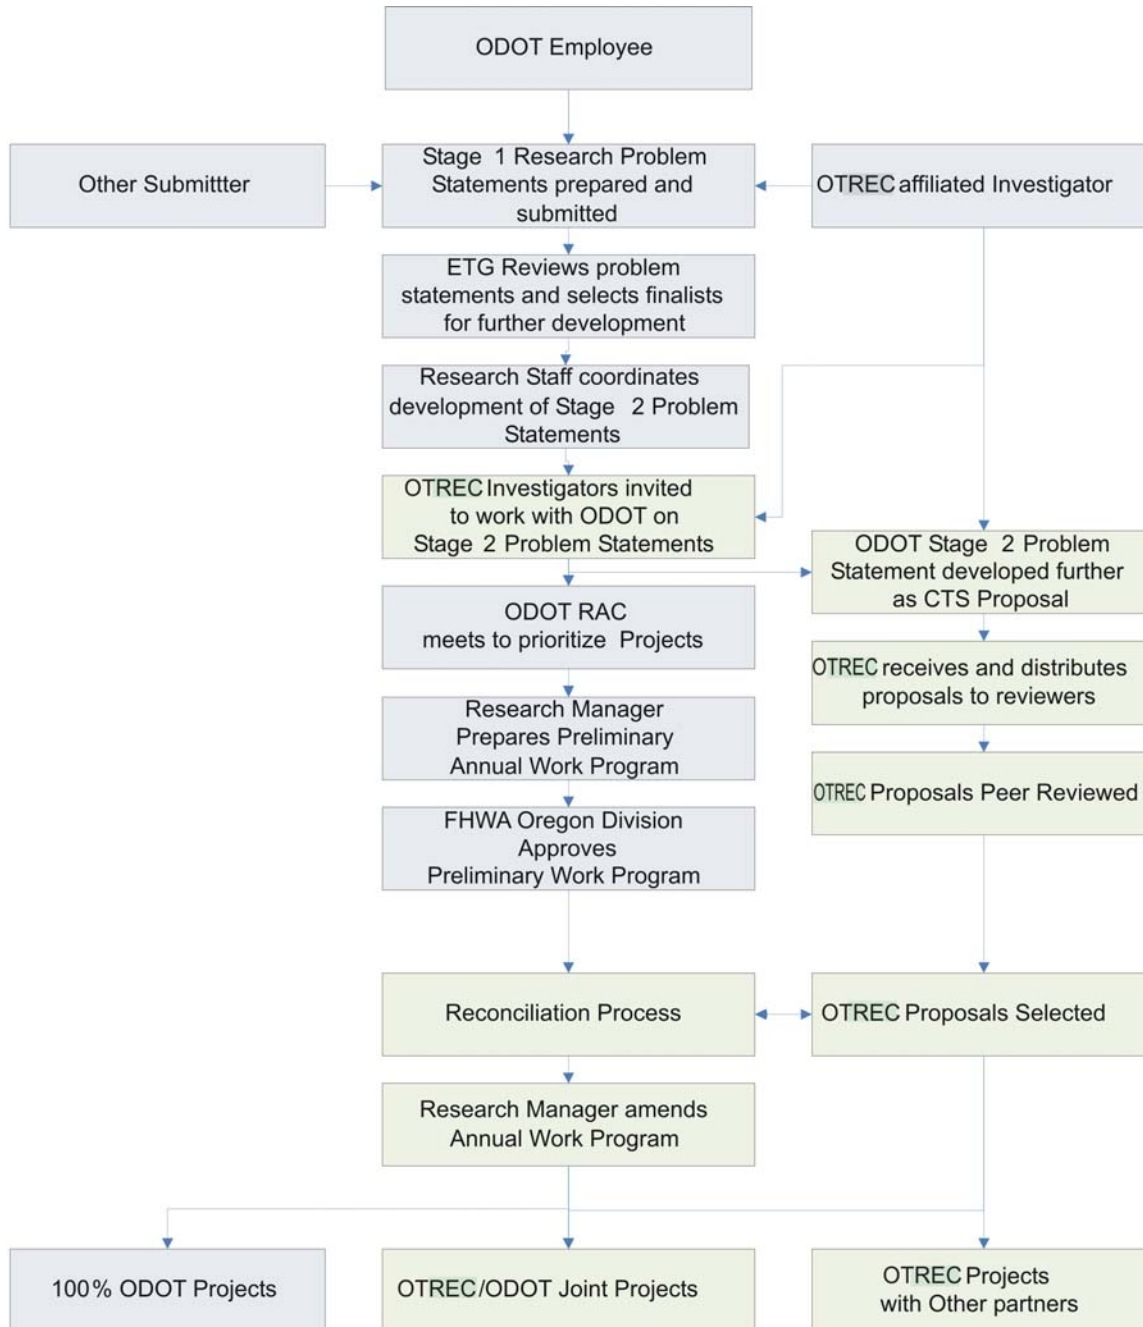 ODOT Employee
Other Submittter
Stage 1 Research Problem
Statements prepared and
submitted
OTREC affiliated Investigator
ETG Reviews problem
statements and selects finalists
for further development
Research Staff coordinates
development of Stage 2 Problem
Statements
OTREC Investigators invited
to work with ODOT on
Stage 2 Problem Statements
ODOT Stage 2 Problem
Statement developed further
as CTS Proposal
ODOT RAC
meets to prioritize Projects
OTREC receives and distributes
proposals to reviewers
Research Manager
Prepares Preliminary
Annual Work Program
OTREC Proposals Peer Reviewed
FHWA Oregon Division
Approves
Preliminary Work Program
Reconciliation Process
OTREC Proposals Selected
Research Manager amends
Annual Work Program
100% ODOT Projects
OTREC/ODOT Joint Projects
OTREC Projects
with Other partners